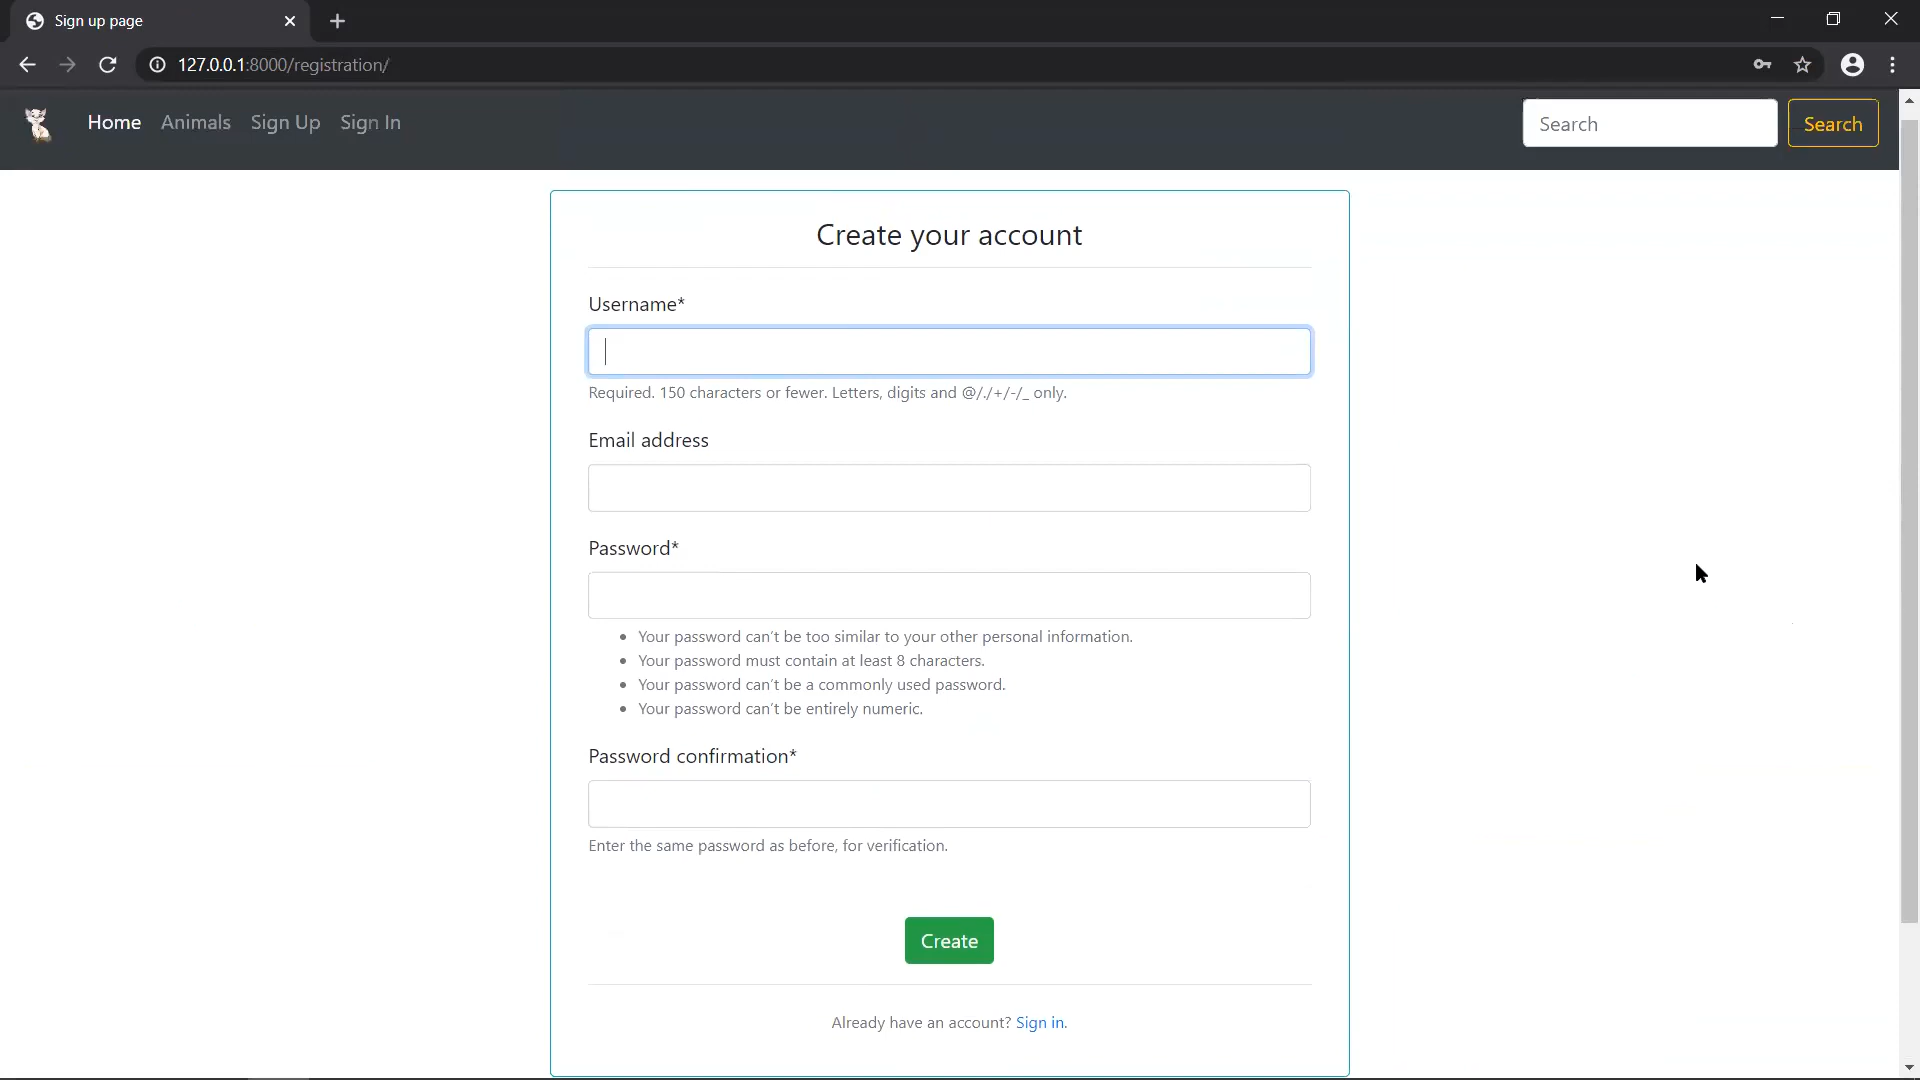 Sign up page
127.0.0.1:8000/registration/
Home Animals Sign Up Sign In Search Search
Create your account
Username*
Required. 150 characters or fewer. Letters, digits and @/./+/-/_ only.
Email address
Password*
Your password can't be too similar to your other personal information.
Your password must contain at least 8 characters.
Your password can't be a commonly used password.
Your password can't be entirely numeric.
Password confirmation*
Enter the same password as before, for verification.
Create
Already have an account? Sign in.